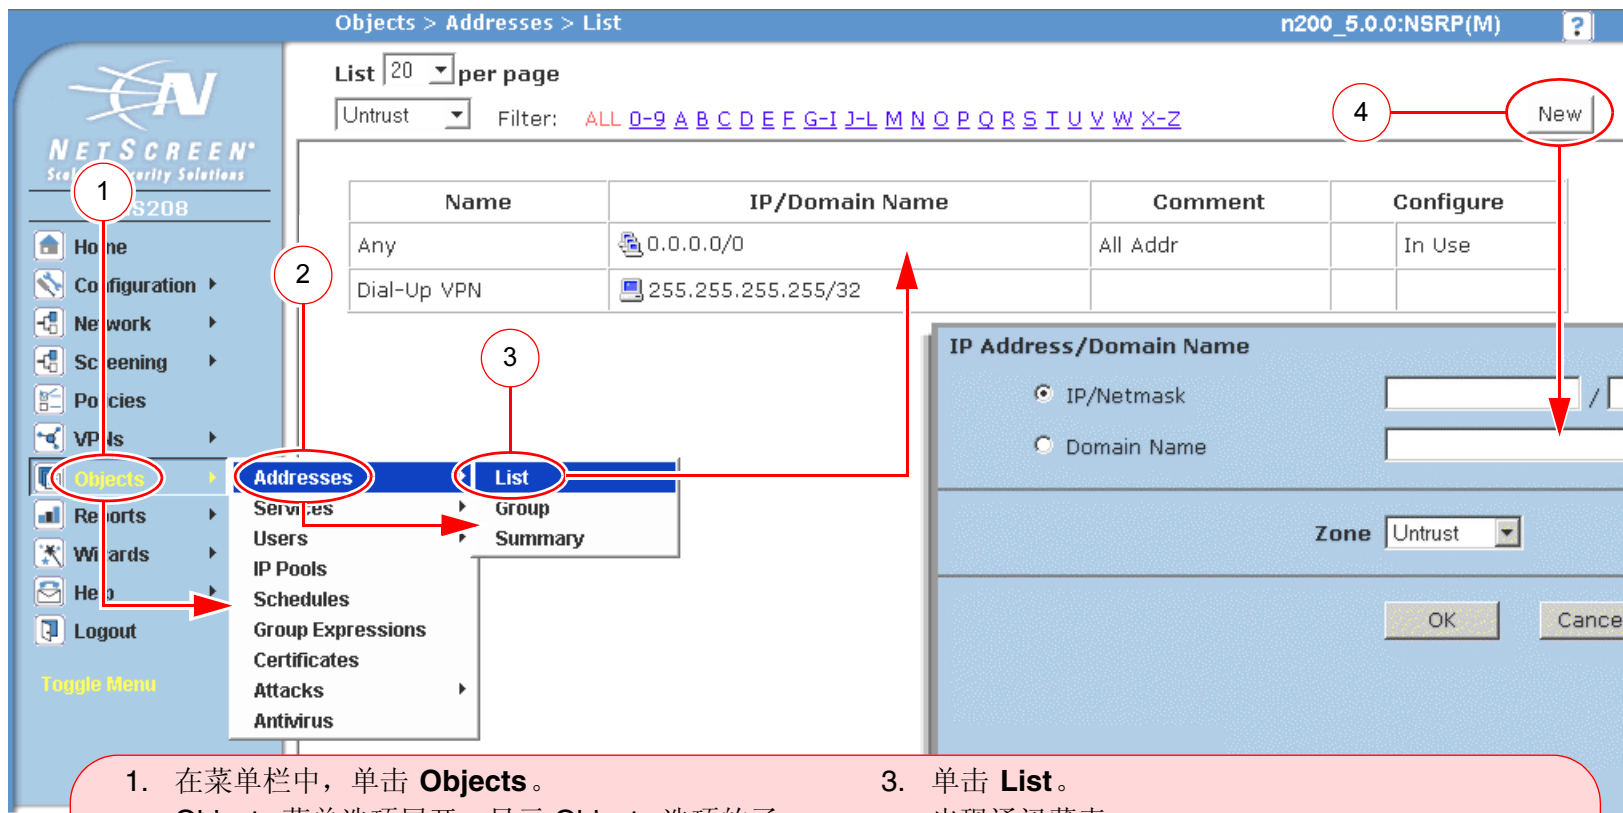 Objects > Addresses > List
n200_5.0.0:NSRP(M)
?
List 20 per page
Untrust Filter: ALL 0-9 A B C D E F G-I J-L M N O P Q R S T U V W X-Z
4
New
NETSCREEN
1
S208
Name IP/Domain Name Comment Configure
Any 0.0.0.0/0 All Addr In Use
Dial-Up VPN 255.255.255.255/32
2
3
Home
Configuration
Network
Screening
Policies
VPNs
Objects
Reports
Wizards
Help
Logout
Toggle Menu
Addresses
Services
Users
IP Pools
Schedules
Group Expressions
Certificates
Attacks
Antivirus
List
Group
Summary
IP Address/Domain Name
IP/Netmask /
Domain Name
Zone Untrust
OK Cance
1. 在菜单栏中，单击 Objects。
3. 单击 List。